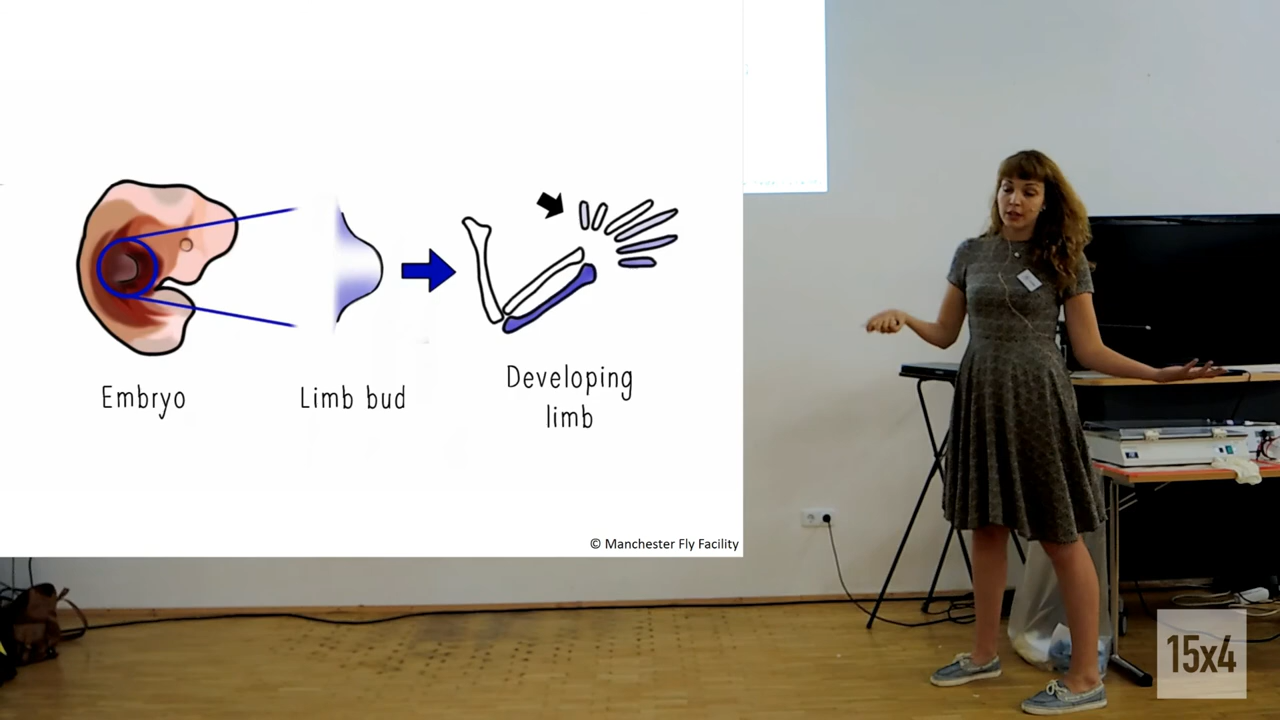 Embryo
Limb bud
Developing
limb
© Manchester Fly Facility
15x4